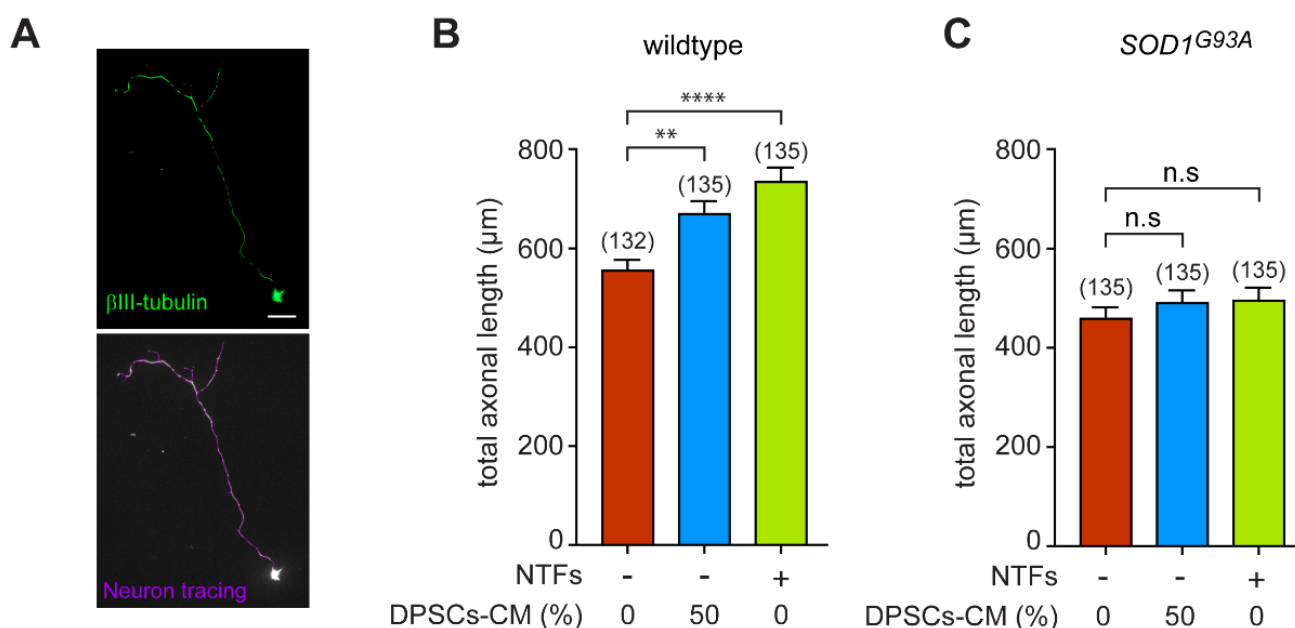 A
βIII-tubulin
Neuron tracing
B
wildtype
****
**
(132)
(135)
(135)
total axonal length (μm)
800
600
400
200
0
NTFs - - +
DPSCs-CM (%) 0 50 0
C
SOD1G93A
n.s
n.s
(135)
(135)
(135)
total axonal length (μm)
800
600
400
200
0
NTFs - - +
DPSCs-CM (%) 0 50 0